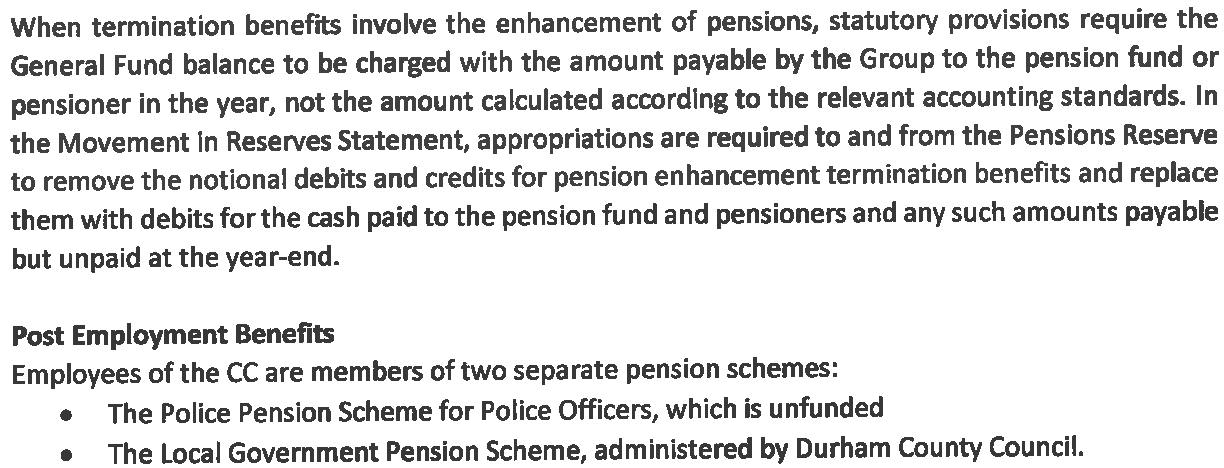 When termination benefits involve the enhancement of pensions, statutory provisions require the
General Fund balance to be charged with the amount payable by the Group to the pension fund or
pensioner in the year, not the amount calculated according to the relevant accounting standards. In
the Movement in Reserves Statement, appropriations are required to and from the Pensions Reserve
to remove the notional debits and credits for pension enhancement termination benefits and replace
them with debits for the cash paid to the pension fund and pensioners and any such amounts payable
but unpaid at the year-end.
Post Employment Benefits
Employees of the CC are members of two separate pension schemes:
• The Police Pension Scheme for Police Officers, which is unfunded
• The Local Government Pension Scheme, administered by Durham County Council.